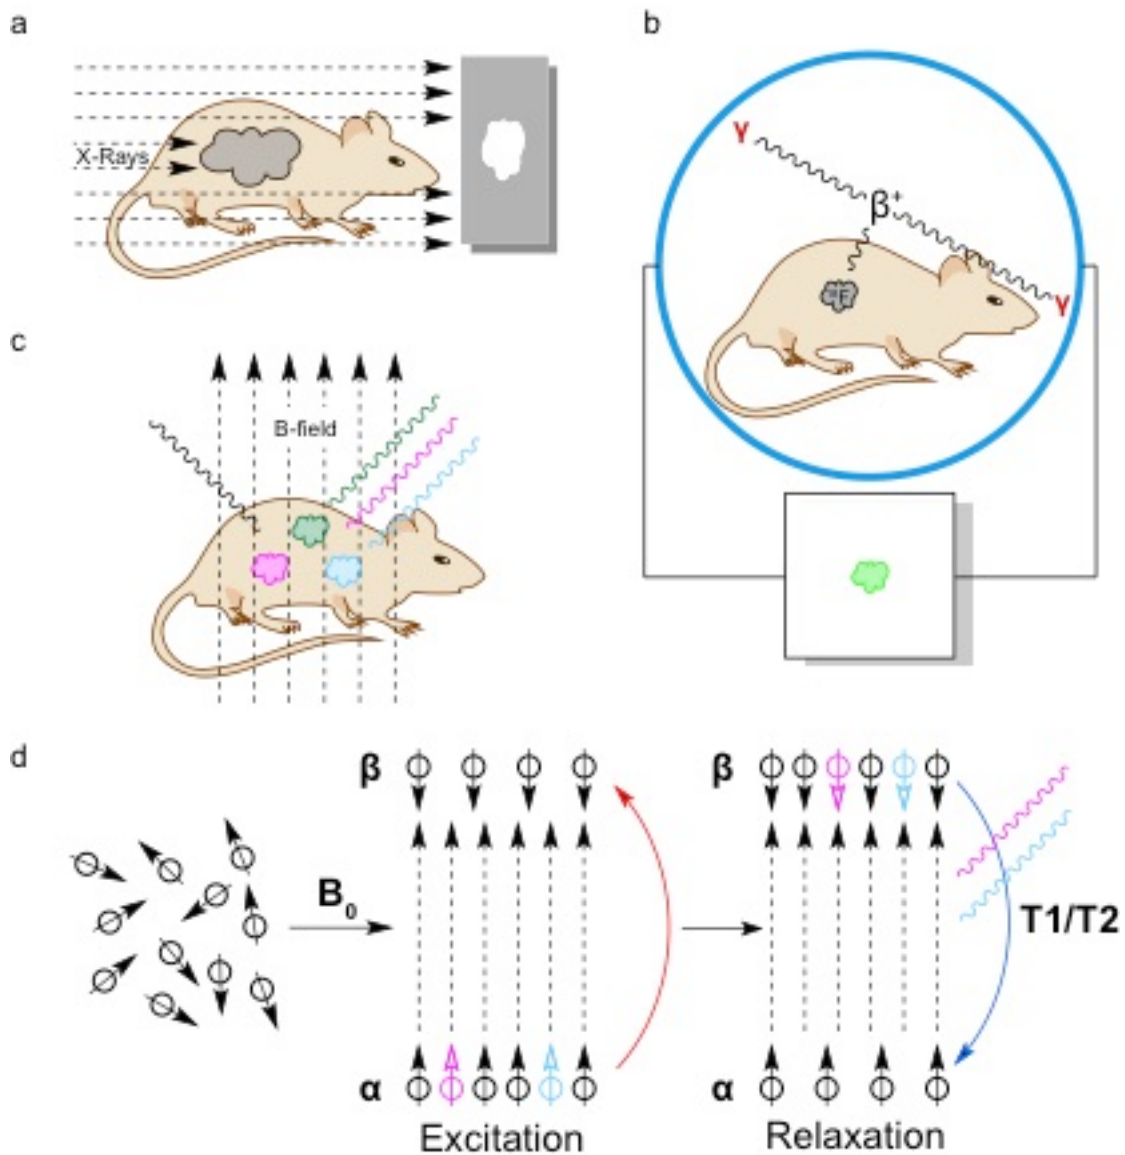 a
X-Rays
b
γ
β+
γ
c
B-field
d
β
B0
α
Excitation
β
T1/T2
α
Relaxation